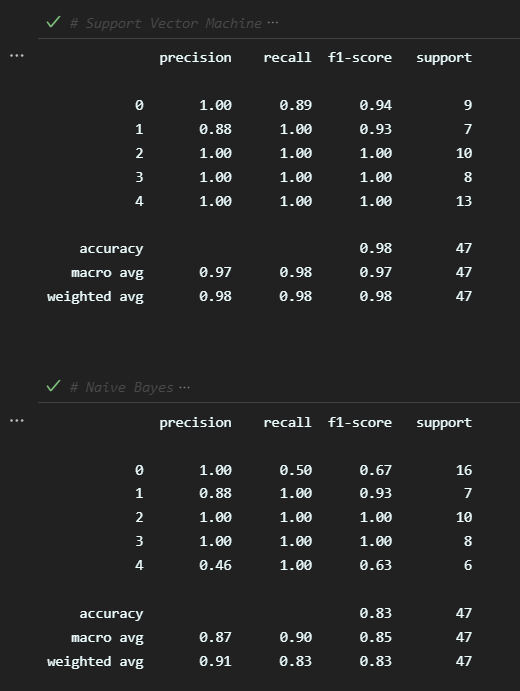 # Support Vector Machine ...
precision recall f1-score support
0 1.00 0.89 0.94 9
1 0.88 1.00 0.93 7
2 1.00 1.00 1.00 10
3 1.00 1.00 1.00 8
4 1.00 1.00 1.00 13
accuracy 0.98 47
macro avg 0.97 0.98 0.97 47
weighted avg 0.98 0.98 0.98 47
# Naive Bayes ...
precision recall f1-score support
0 1.00 0.50 0.67 16
1 0.88 1.00 0.93 7
2 1.00 1.00 1.00 10
3 1.00 1.00 1.00 8
4 0.46 1.00 0.63 6
accuracy 0.83 47
macro avg 0.87 0.90 0.85 47
weighted avg 0.91 0.83 0.83 47